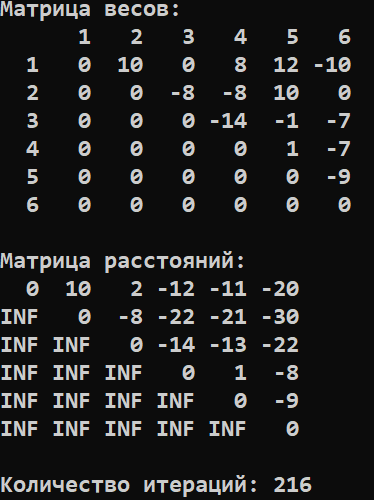 Матрица весов:
1 2 3 4 5 6
1 0 10 0 8 12 -10
2 0 0 -8 -8 10 0
3 0 0 0 -14 -1 -7
4 0 0 0 0 1 -7
5 0 0 0 0 0 -9
6 0 0 0 0 0 0
Матрица расстояний:
0 10 2 -12 -11 -20
INF 0 -8 -22 -21 -30
INF INF 0 -14 -13 -22
INF INF INF 0 1 -8
INF INF INF INF 0 -9
INF INF INF INF INF 0
Количество итераций: 216